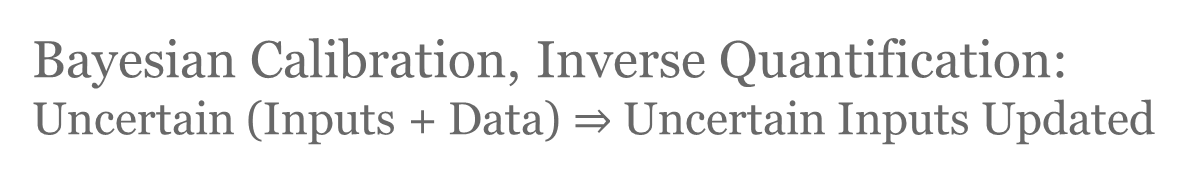 Bayesian Calibration, Inverse Quantification:
Uncertain (Inputs + Data) ⇒ Uncertain Inputs Updated